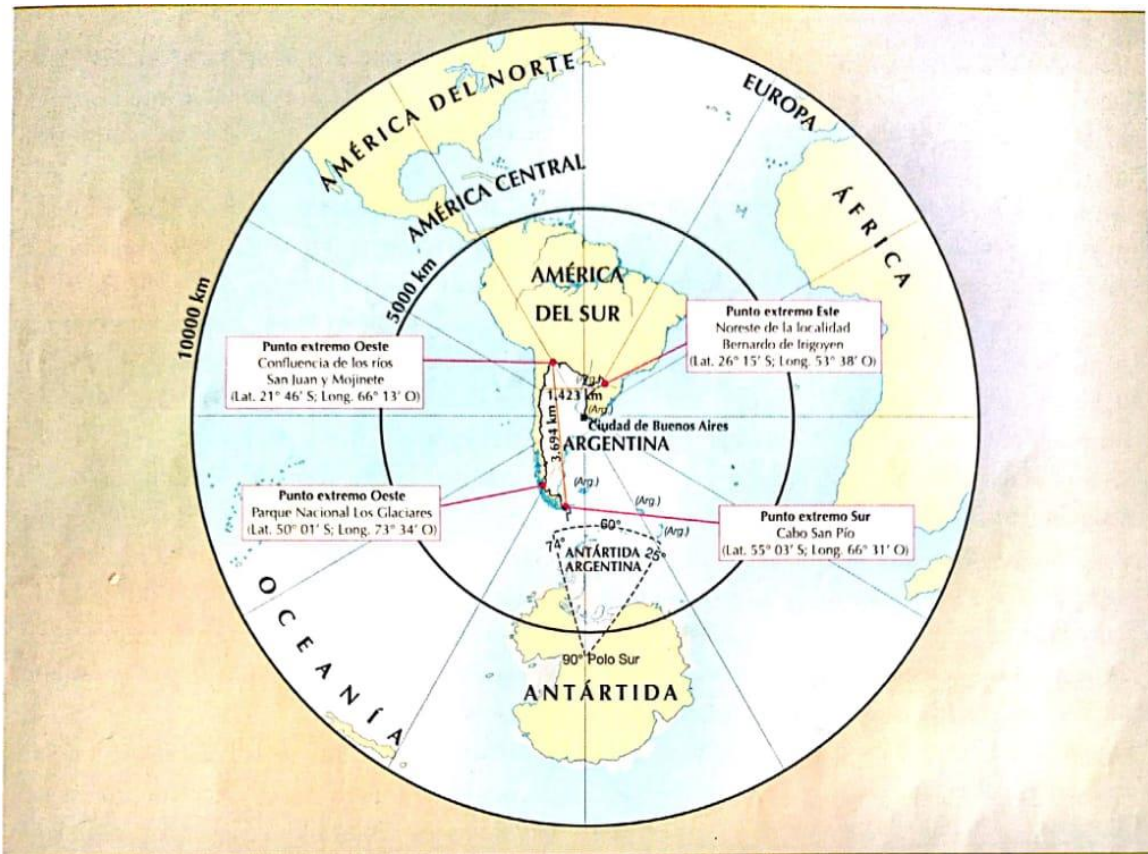 AMÉRICA DEL NORTE
EUROPA
AMÉRICA CENTRAL
ÁFRICA
10000 km
5000 km
AMÉRICA
DEL SUR
Punto extremo Este
Noreste de la localidad
Bernardo de Irigoyen
(Lat. 26° 15' S; Long. 53° 38' O)
Punto extremo Oeste
Confluencia de los ríos
San Juan y Mojinete
(Lat. 21° 46' S; Long. 66° 13' O)
(Arg.)
1.423 km
(Arg.)
Ciudad de Buenos Aires
3.694 km
ARGENTINA
(Arg.)
(Arg.)
Punto extremo Oeste
Parque Nacional Los Glaciares
(Lat. 50° 01' S; Long. 73° 34' O)
Punto extremo Sur
Cabo San Pío
(Lat. 55° 03' S; Long. 66° 31' O)
60°
(Arg.)
74°
25°
ANTÁRTIDA
ARGENTINA
OCEANÍA
90° Polo Sur
ANTÁRTIDA